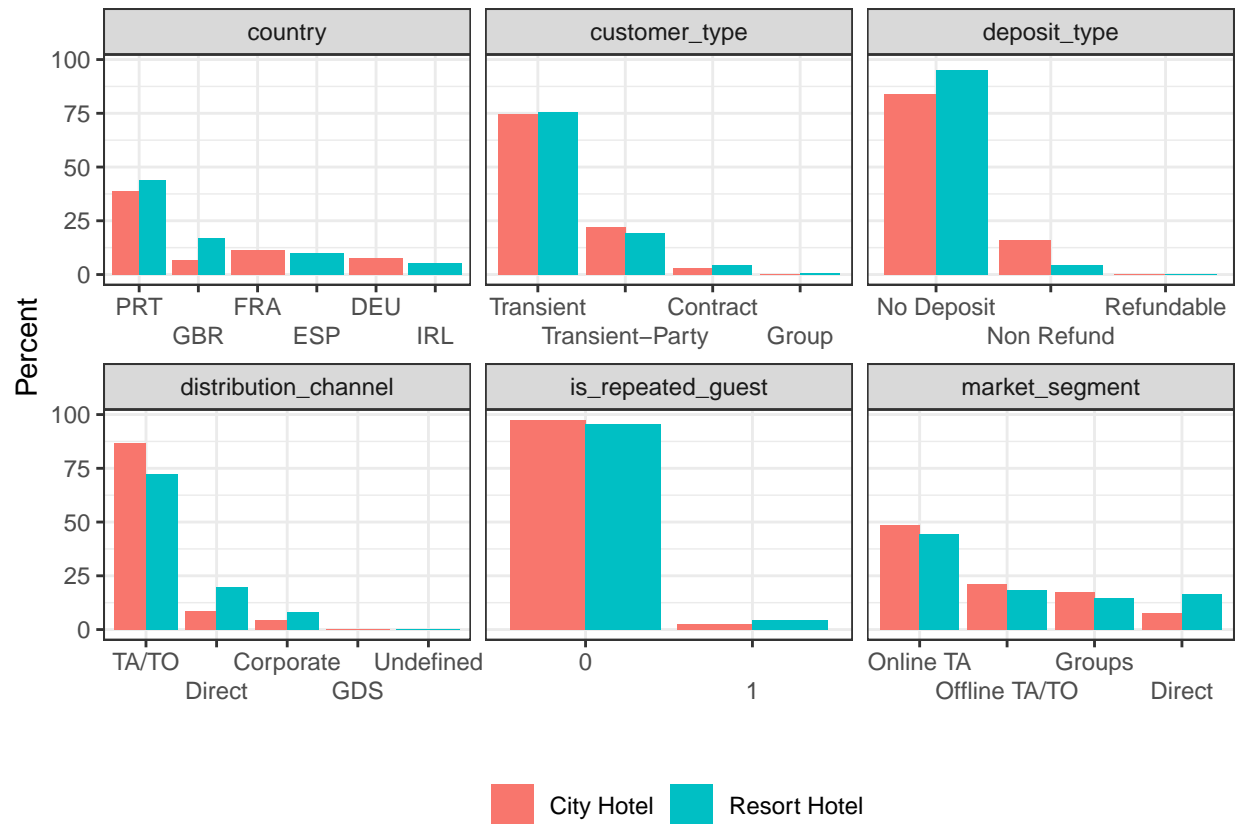 country
customer_type
deposit_type
100
75
50
25
0
PRT
FRA
DEU
GBR
ESP
IRL
Transient
Contract
Transient−Party
Group
No Deposit
Refundable
Non Refund
Percent
distribution_channel
is_repeated_guest
market_segment
100
75
50
25
0
TA/TO
Corporate
Undefined
Direct
GDS
0
1
Online TA
Groups
Offline TA/TO
Direct
City Hotel
Resort Hotel